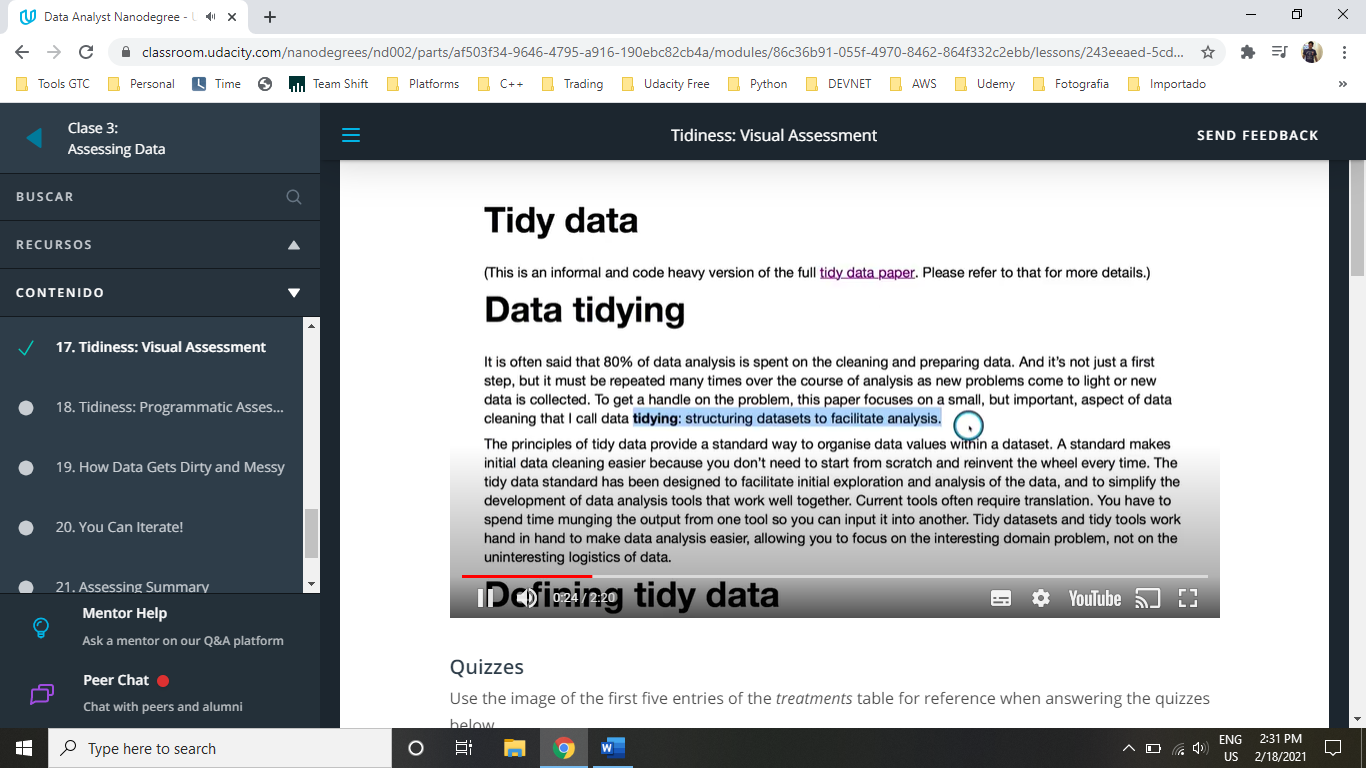 Data Analyst Nanodegree - U
classroom.udacity.com/nanodegrees/nd002/parts/af503f34-9646-4795-a916-190ebc82cb4a/modules/86c36b91-055f-4970-8462-864f332c2ebb/lessons/243eeaed-5cd...
Tools GTC Personal Time Team Shift Platforms C++ Trading Udacity Free Python DEVNET AWS Udemy Fotografia Importado »
Clase 3:
Assessing Data
BUSCAR
RECURSOS
CONTENIDO
17. Tidiness: Visual Assessment
18. Tidiness: Programmatic Asses...
19. How Data Gets Dirty and Messy
20. You Can Iterate!
21. Assessing Summary
Mentor Help
Ask a mentor on our Q&A platform
Peer Chat
Chat with peers and alumni
Tidiness: Visual Assessment
SEND FEEDBACK
Tidy data
(This is an informal and code heavy version of the full tidy data paper. Please refer to that for more details.)
Data tidying
It is often said that 80% of data analysis is spent on the cleaning and preparing data. And it's not just a first
step, but it must be repeated many times over the course of analysis as new problems come to light or new
data is collected. To get a handle on the problem, this paper focuses on a small, but important, aspect of data
cleaning that I call data tidying: structuring datasets to facilitate analysis.
The principles of tidy data provide a standard way to organise data values within a dataset. A standard makes
initial data cleaning easier because you don't need to start from scratch and reinvent the wheel every time. The
tidy data standard has been designed to facilitate initial exploration and analysis of the data, and to simplify the
development of data analysis tools that work well together. Current tools often require translation. You have to
spend time munging the output from one tool so you can input it into another. Tidy datasets and tidy tools work
hand in hand to make data analysis easier, allowing you to focus on the interesting domain problem, not on the
uninteresting logistics of data.
Defining tidy data
0:24 / 2:20
YouTube
Quizzes
Use the image of the first five entries of the treatments table for reference when answering the quizzes
below
Type here to search
W
ENG
US
2:31 PM
2/18/2021